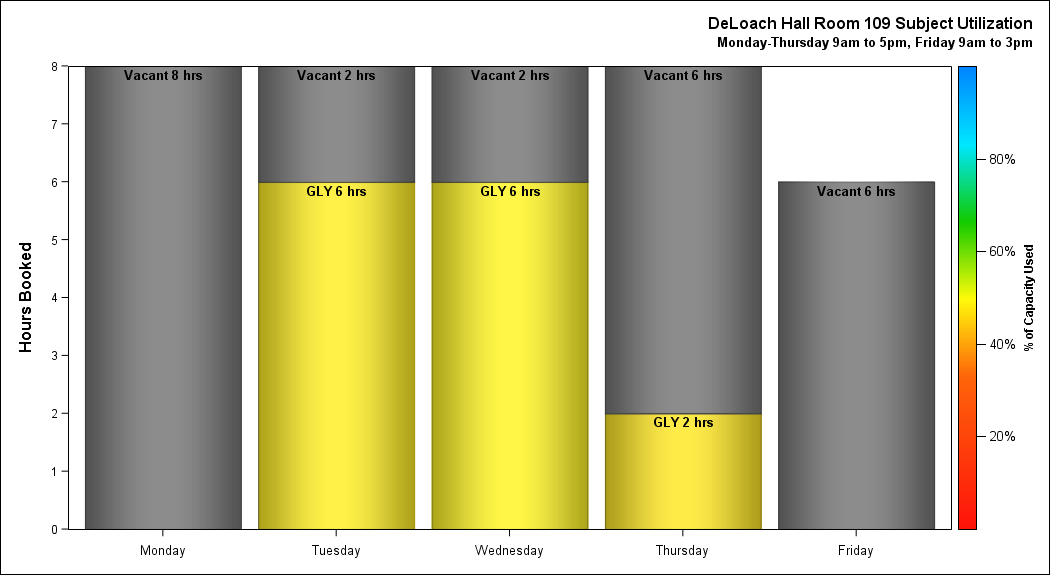 DeLoach Hall Room 109 Subject Utilization
Monday-Thursday 9am to 5pm, Friday 9am to 3pm
Hours Booked
8
7
6
5
4
3
2
1
0
Vacant 8 hrs
Vacant 2 hrs
Vacant 2 hrs
Vacant 6 hrs
GLY 6 hrs
GLY 6 hrs
Vacant 6 hrs
GLY 2 hrs
Monday
Tuesday
Wednesday
Thursday
Friday
80%
60%
40%
20%
% of Capacity Used